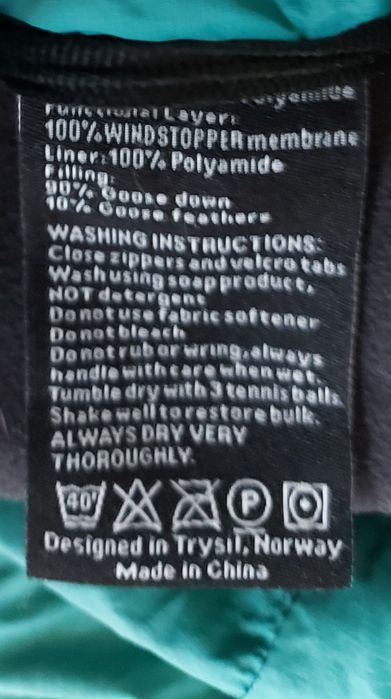 Polyamide
Functional Layer:
100% WINDSTOPPER membrane
Liner: 100% Polyamide
Filling:
90% Goose down
10% Goose feathers
WASHING INSTRUCTIONS:
Close zippers and velcro tabs
Wash using soap product,
NOT detergent
Do not use fabric softener
Do not bleach
Do not rub or wring, always
handle with care when wet.
Tumble dry with 3 tennis balls.
Shake well to restore bulk.
ALWAYS DRY VERY
THOROUGHLY.
40° P
Designed in Trysil, Norway
Made in China